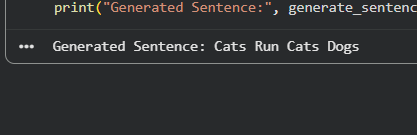 print("Generated Sentence:", generate_sentenc
••• Generated Sentence: Cats Run Cats Dogs